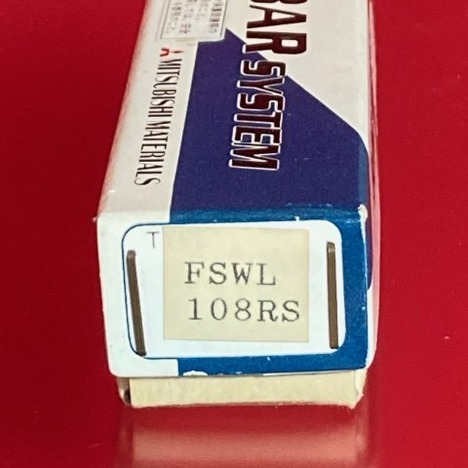 BAR SYSTEM
MITSUBISHI MATERIALS
T
FSWL
108RS